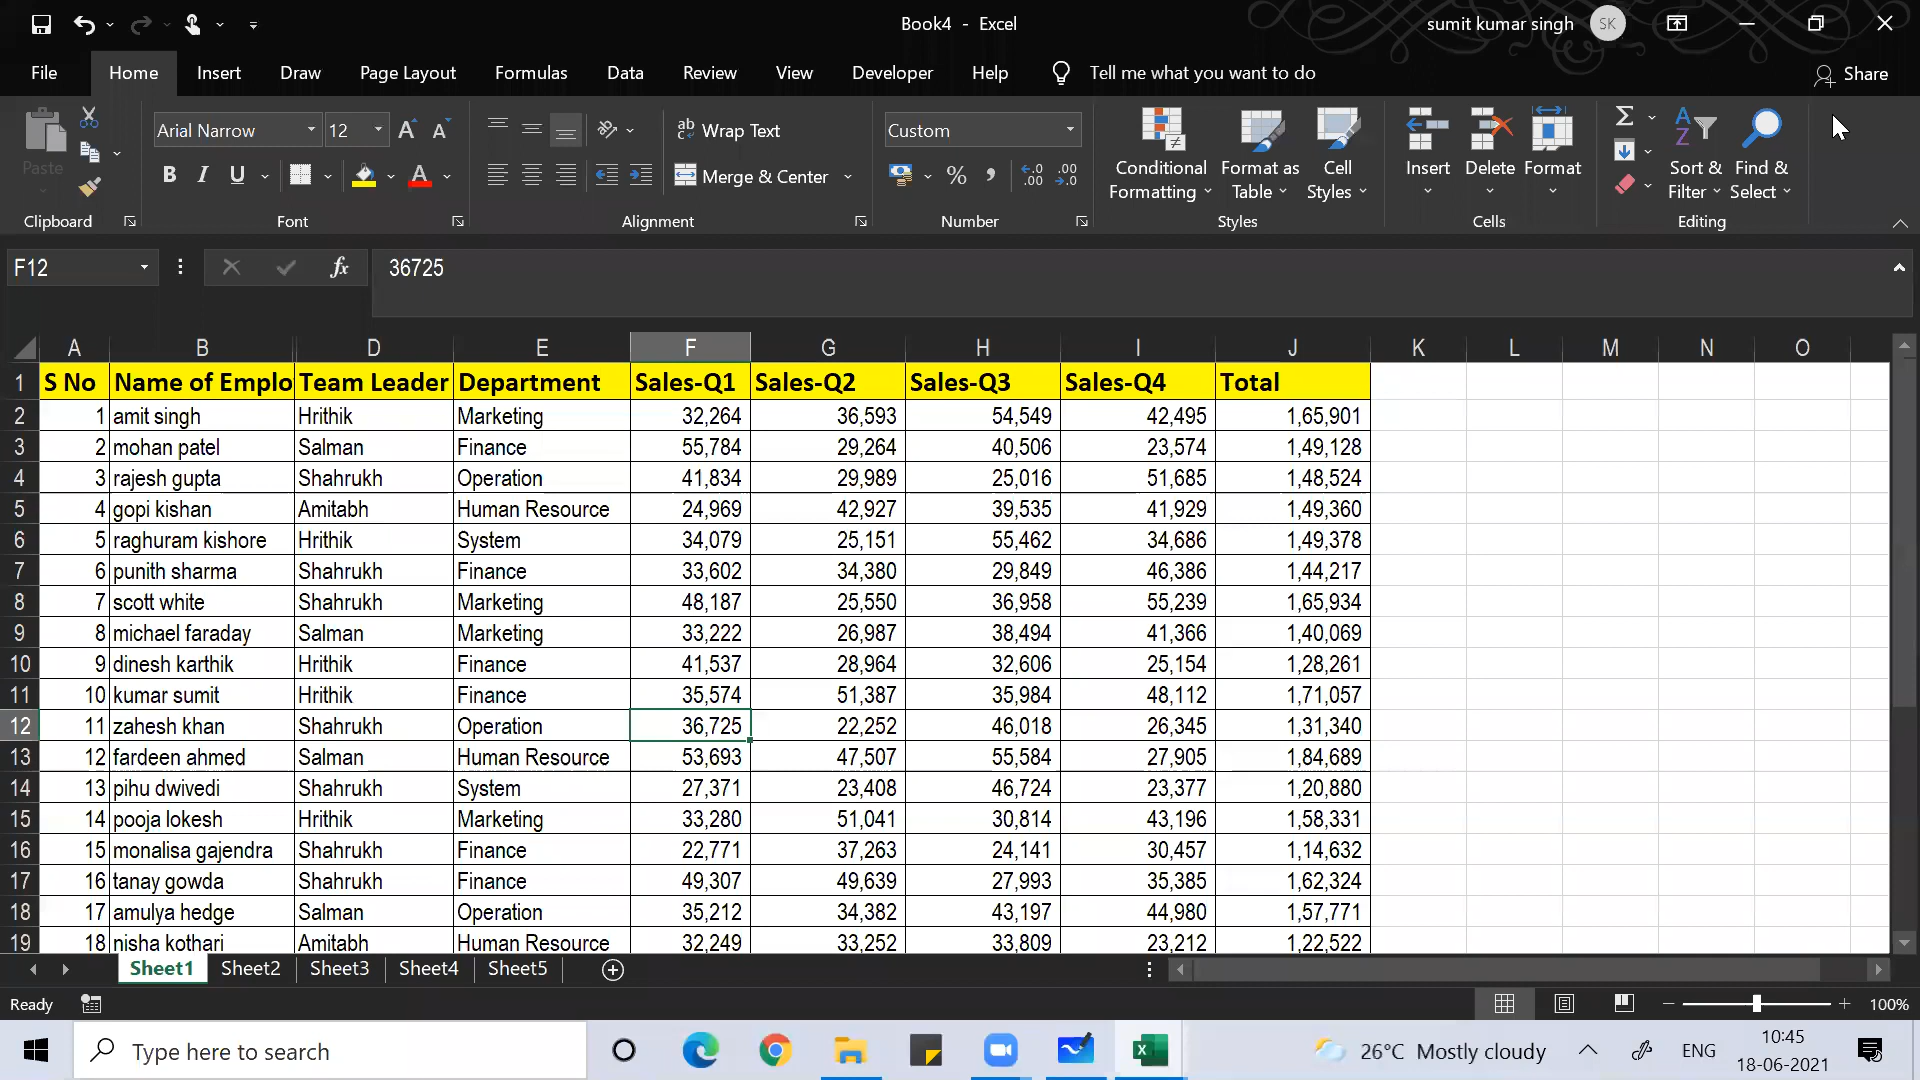 Book4 - Excel
sumit kumar singh SK
File Home Insert Draw Page Layout Formulas Data Review View Developer Help Tell me what you want to do Share
Paste
Clipboard
Arial Narrow 12
B I U A
Font
Wrap Text
Merge & Center
Alignment
Custom
Number
Conditional Formatting
Format as Table
Cell Styles
Styles
Insert Delete Format
Cells
Sort & Filter
Find & Select
Editing
F12 fx 36725
A B D E F G H I J K L M N O
1 S No Name of Emplo Team Leader Department Sales-Q1 Sales-Q2 Sales-Q3 Sales-Q4 Total
2 1 amit singh Hrithik Marketing 32,264 36,593 54,549 42,495 1,65,901
3 2 mohan patel Salman Finance 55,784 29,264 40,506 23,574 1,49,128
4 3 rajesh gupta Shahrukh Operation 41,834 29,989 25,016 51,685 1,48,524
5 4 gopi kishan Amitabh Human Resource 24,969 42,927 39,535 41,929 1,49,360
6 5 raghuram kishore Hrithik System 34,079 25,151 55,462 34,686 1,49,378
7 6 punith sharma Shahrukh Finance 33,602 34,380 29,849 46,386 1,44,217
8 7 scott white Shahrukh Marketing 48,187 25,550 36,958 55,239 1,65,934
9 8 michael faraday Salman Marketing 33,222 26,987 38,494 41,366 1,40,069
10 9 dinesh karthik Hrithik Finance 41,537 28,964 32,606 25,154 1,28,261
11 10 kumar sumit Hrithik Finance 35,574 51,387 35,984 48,112 1,71,057
12 11 zahesh khan Shahrukh Operation 36,725 22,252 46,018 26,345 1,31,340
13 12 fardeen ahmed Salman Human Resource 53,693 47,507 55,584 27,905 1,84,689
14 13 pihu dwivedi Shahrukh System 27,371 23,408 46,724 23,377 1,20,880
15 14 pooja lokesh Hrithik Marketing 33,280 51,041 30,814 43,196 1,58,331
16 15 monalisa gajendra Shahrukh Finance 22,771 37,263 24,141 30,457 1,14,632
17 16 tanay gowda Shahrukh Finance 49,307 49,639 27,993 35,385 1,62,324
18 17 amulya hedge Salman Operation 35,212 34,382 43,197 44,980 1,57,771
19 18 nisha kothari Amitabh Human Resource 32,249 33,252 33,809 23,212 1,22,522
Sheet1 Sheet2 Sheet3 Sheet4 Sheet5
Ready 100%
Type here to search 26°C Mostly cloudy ENG 10:45
18-06-2021